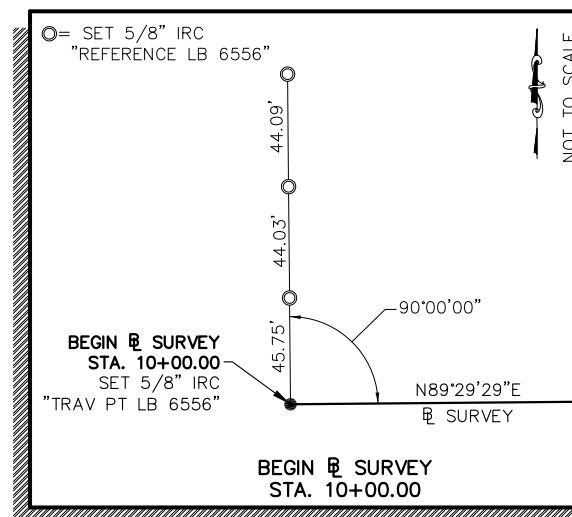 ◎= SET 5/8" IRC
"REFERENCE LB 6556"
NOT TO SCALE
44.09'
44.03'
45.75'
90°00'00"
BEGIN ⅊ SURVEY
STA. 10+00.00
SET 5/8" IRC
"TRAV PT LB 6556"
N89°29'29"E
BL SURVEY
BEGIN BL SURVEY
STA. 10+00.00